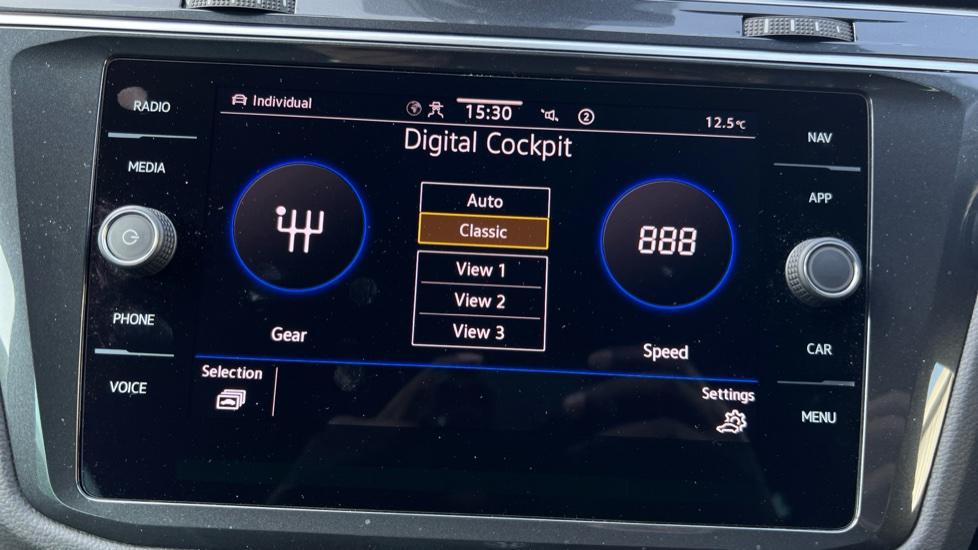 RADIO
MEDIA
PHONE
VOICE
Individual
15:30
2
12.5°C
Digital Cockpit
Auto
Classic
View 1
View 2
View 3
Gear
888
Speed
Selection
Settings
NAV
APP
CAR
MENU